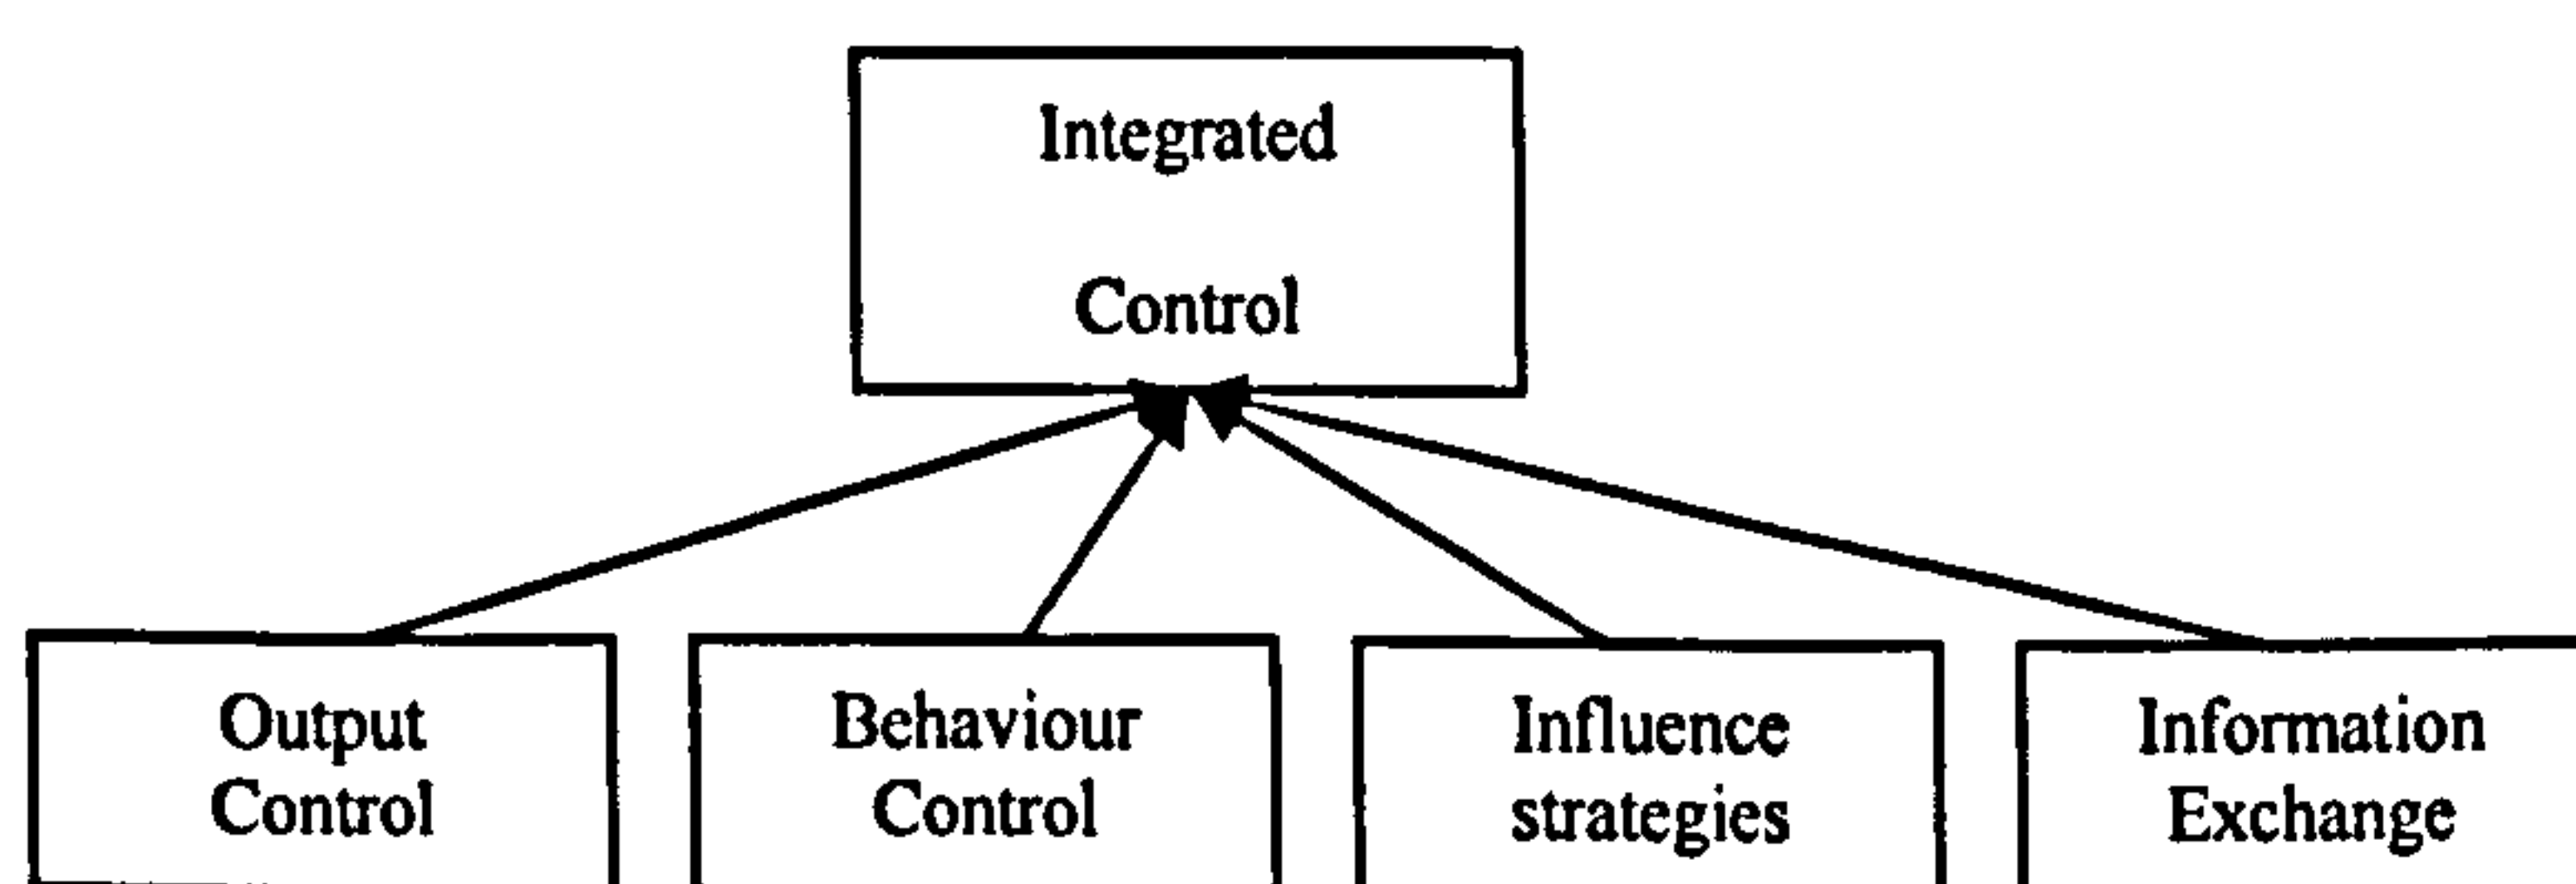 Integrated
Control
Output
Control
Behaviour
Control
Influence
strategies
Information
Exchange